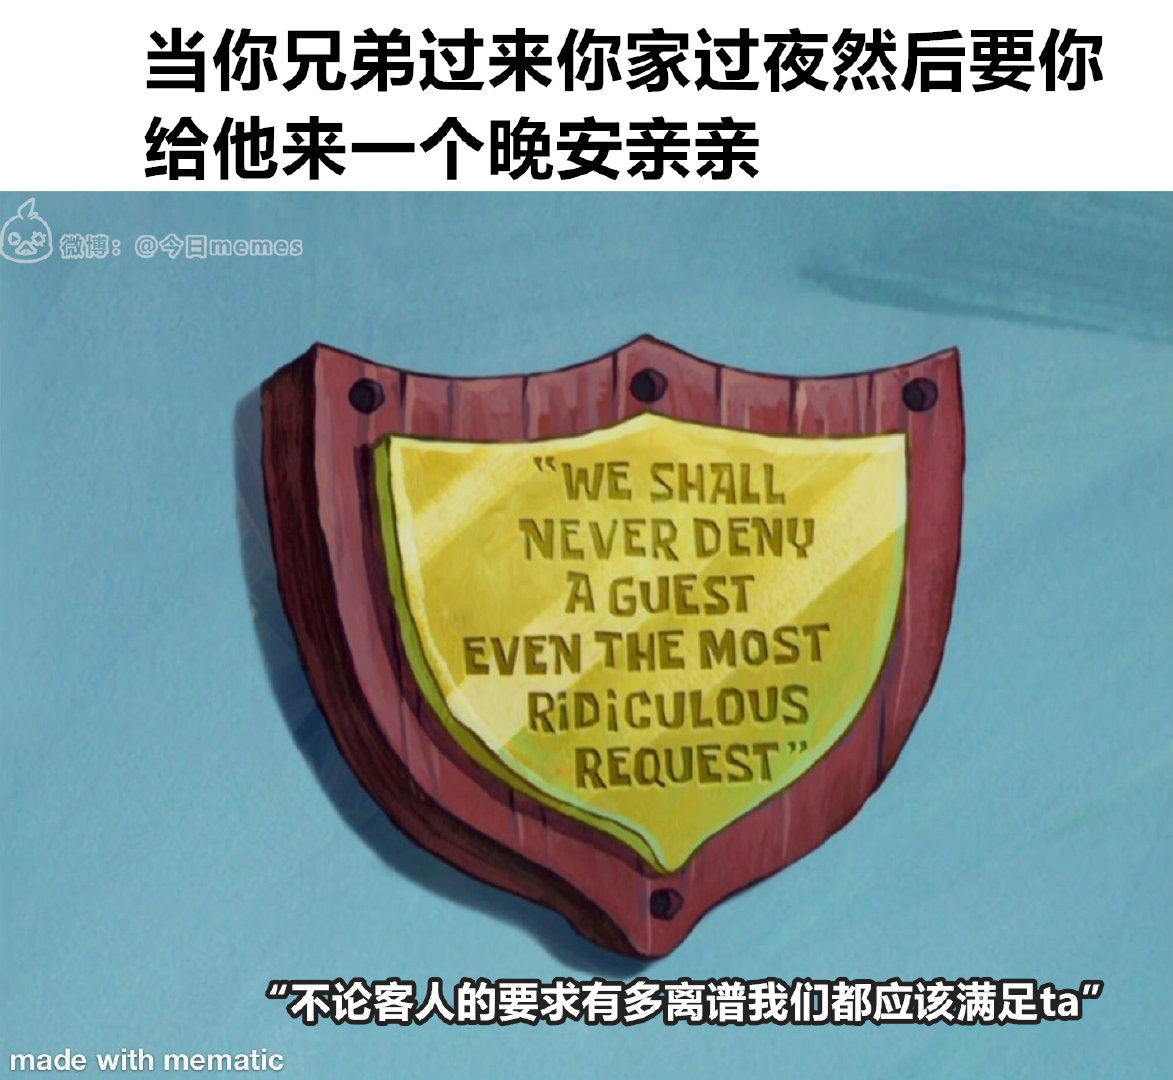 当你兄弟过来你家过夜然后要你
给他来一个晚安亲亲
微博：@今日memes
“WE SHALL
NEVER DENY
A GUEST
EVEN THE MOST
RiDiCULOUS
REQUEST”
“不论客人的要求有多离谱我们都应该满足ta”
made with mematic